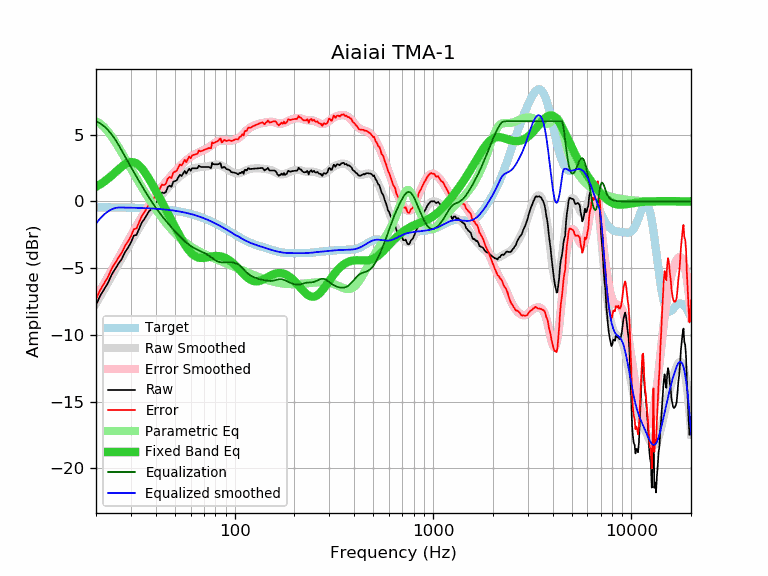 Aiaiai TMA-1
5
0
−5
−10
−15
−20
Amplitude (dBr)
Target
Raw Smoothed
Error Smoothed
Raw
Error
Parametric Eq
Fixed Band Eq
Equalization
Equalized smoothed
100 1000 10000
Frequency (Hz)